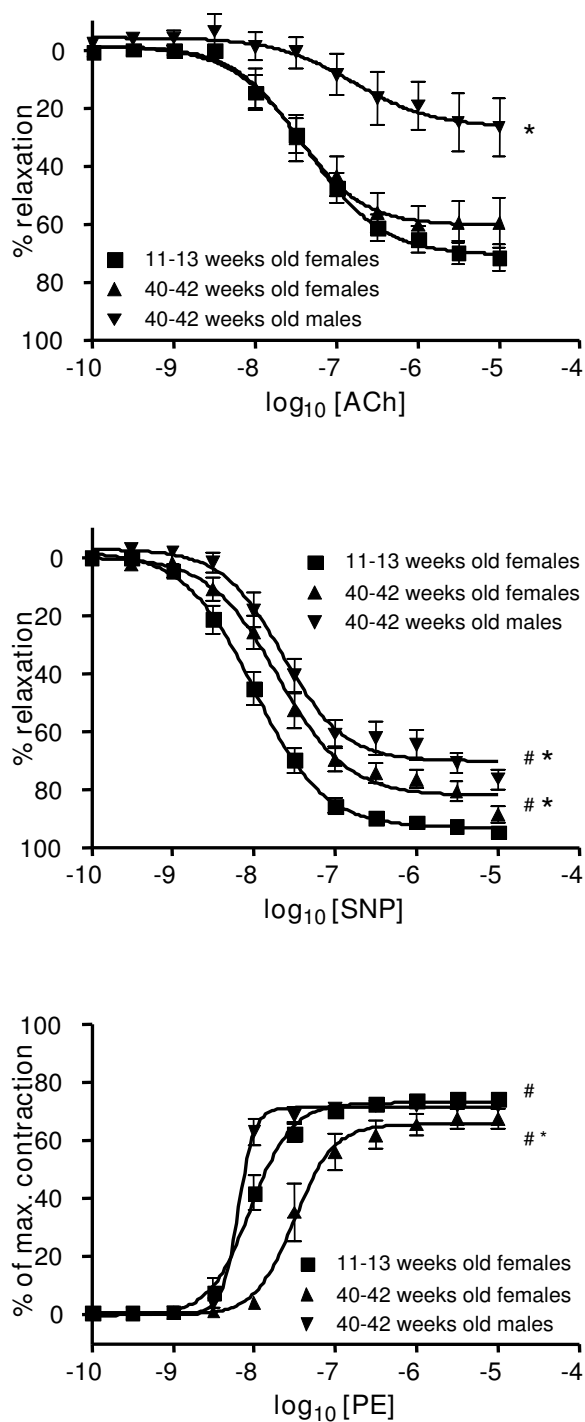 0
20
40
60
80
100
% relaxation
11-13 weeks old females
40-42 weeks old females
40-42 weeks old males
*
-10 -9 -8 -7 -6 -5 -4
log10 [ACh]
0
20
40
60
80
100
% relaxation
11-13 weeks old females
40-42 weeks old females
40-42 weeks old males
# *
# *
-10 -9 -8 -7 -6 -5 -4
log10 [SNP]
100
80
60
40
20
0
% of max. contraction
#
# *
11-13 weeks old females
40-42 weeks old females
40-42 weeks old males
-10 -9 -8 -7 -6 -5 -4
log10 [PE]